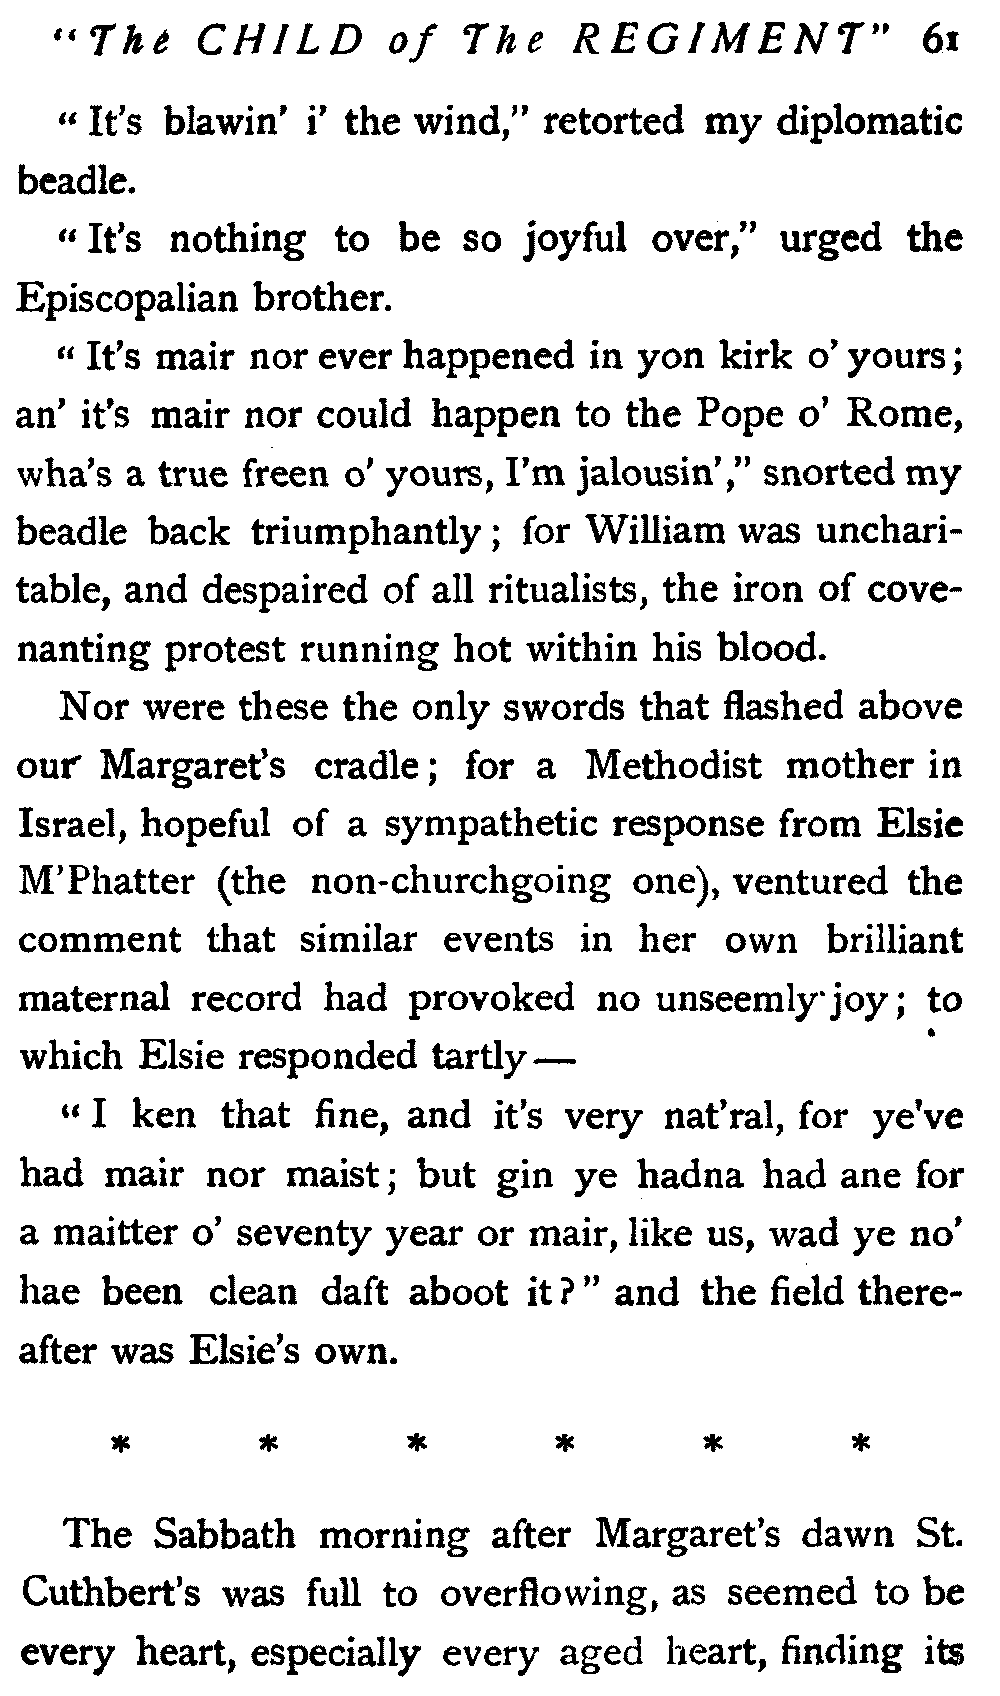 "The CHILD of The REGIMENT" 61
"It's blawin' i' the wind," retorted my diplomatic
beadle.
"It's nothing to be so joyful over," urged the
Episcopalian brother.
"It's mair nor ever happened in yon kirk o' yours;
an' it's mair nor could happen to the Pope o' Rome,
wha's a true freen o' yours, I'm jalousin'," snorted my
beadle back triumphantly; for William was unchari-
table, and despaired of all ritualists, the iron of cove-
nanting protest running hot within his blood.
Nor were these the only swords that flashed above
our Margaret's cradle; for a Methodist mother in
Israel, hopeful of a sympathetic response from Elsie
M'Phatter (the non-churchgoing one), ventured the
comment that similar events in her own brilliant
maternal record had provoked no unseemly joy; to
which Elsie responded tartly—
"I ken that fine, and it's very nat'ral, for ye've
had mair nor maist; but gin ye hadna had ane for
a maitter o' seventy year or mair, like us, wad ye no'
hae been clean daft aboot it?" and the field there-
after was Elsie's own.
* * * * * *
The Sabbath morning after Margaret's dawn St.
Cuthbert's was full to overflowing, as seemed to be
every heart, especially every aged heart, finding its